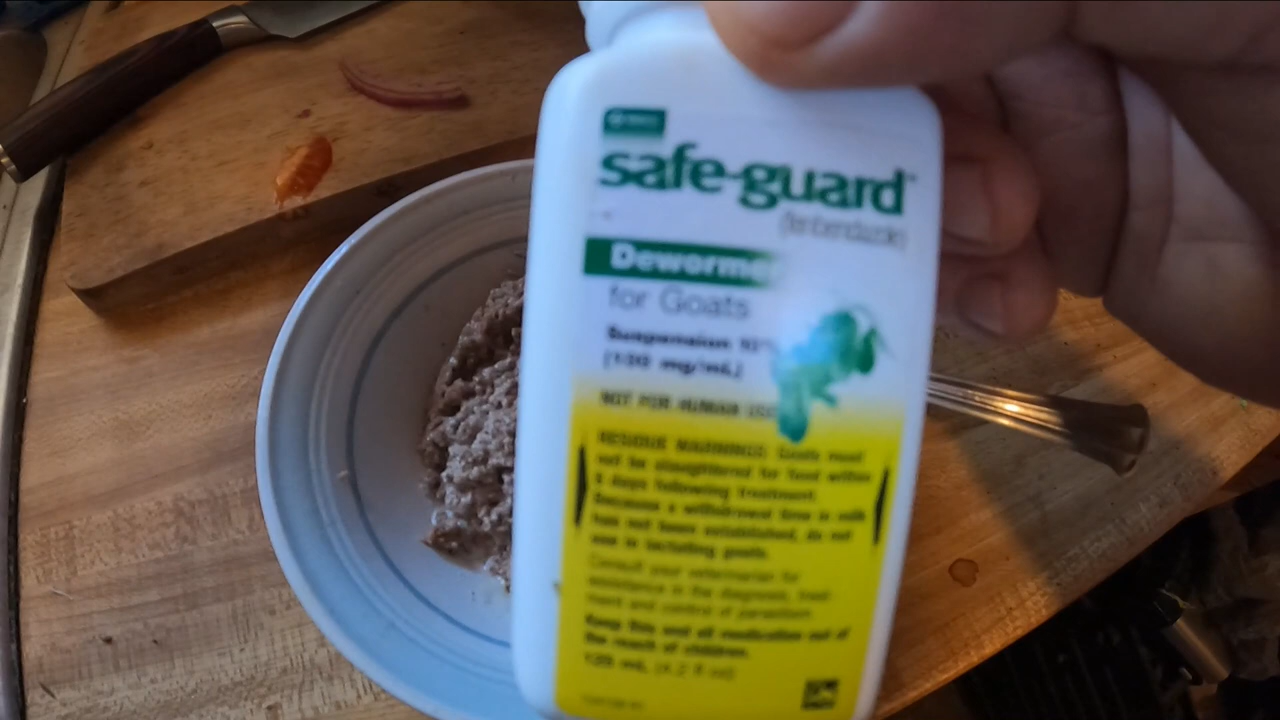 safe-guard™
(fenbendazole)
Dewormer
for Goats
Suspension 10%
(100 mg/mL)
NOT FOR HUMAN USE
RESIDUE WARNINGS: Goats must
not be slaughtered for food within
6 days following treatment.
Because a withdrawal time in milk
has not been established, do not
use in lactating goats.
Consult your veterinarian for
assistance in the diagnosis, treat-
ment and control of parasitism.
Keep this and all medication out of
the reach of children.
125 mL (4.2 fl oz)